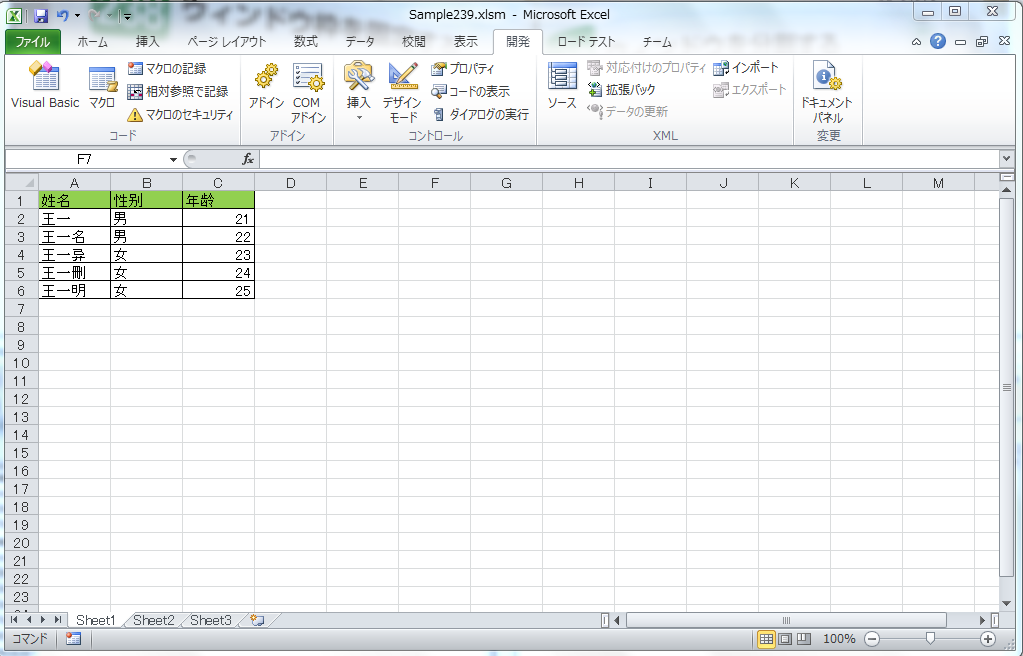 Sample239.xlsm - Microsoft Excel
ファイル ホーム 挿入 ページ レイアウト 数式 データ 校閲 表示 開発 ロード テスト チーム
Visual Basic マクロ マクロの記録 相対参照で記録 マクロのセキュリティ
コード
アドイン COM アドイン
アドイン
挿入 デザイン モード プロパティ コードの表示 ダイアログの実行
コントロール
ソース 対応付けのプロパティ 拡張パック データの更新 インポート エクスポート
XML
ドキュメント パネル
変更
F7 fx
A B C D E F G H I J K L M
1 姓名 性别 年龄
2 王一 男 21
3 王一名 男 22
4 王一异 女 23
5 王一刪 女 24
6 王一明 女 25
7
8
9
10
11
12
13
14
15
16
17
18
19
20
21
22
23
Sheet1 Sheet2 Sheet3
コマンド 100%